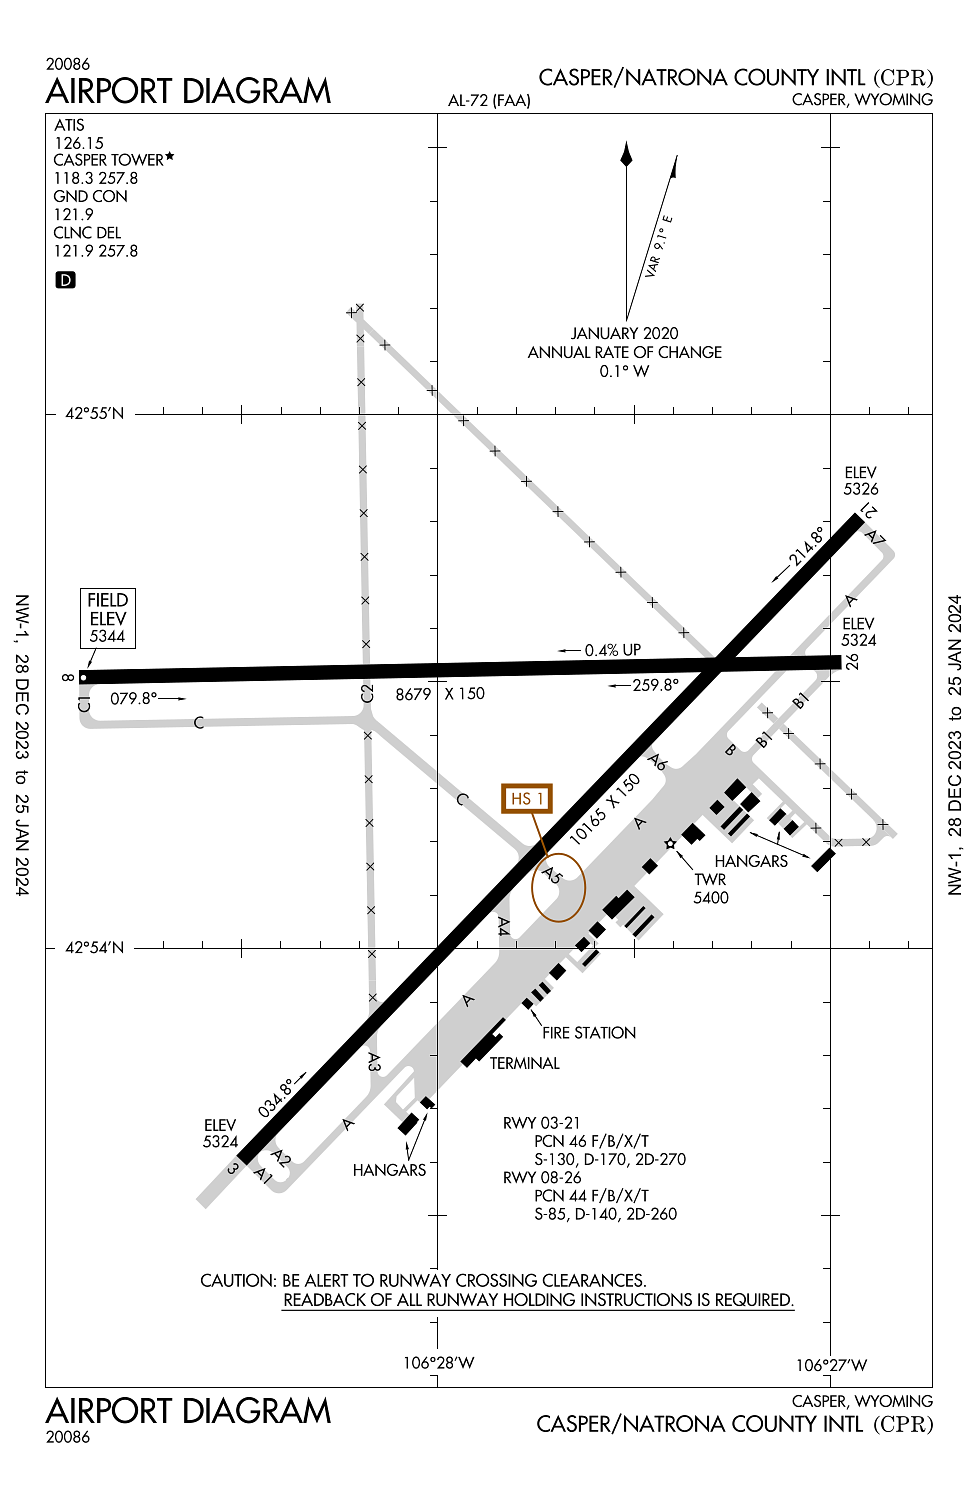 20086
AIRPORT DIAGRAM
AL-72 (FAA)
CASPER/NATRONA COUNTY INTL (CPR)
CASPER, WYOMING
ATIS
126.15
CASPER TOWER★
118.3 257.8
GND CON
121.9
CLNC DEL
121.9 257.8
D
VAR 9.1° E
JANUARY 2020
ANNUAL RATE OF CHANGE
0.1° W
42°55'N
ELEV
5326
21
A7
214.8°
A
ELEV
5324
26
FIELD
ELEV
5344
8
0.4% UP
259.8°
079.8°
8679 X 150
C1
C2
C
C
B1
B1
B
A6
HS 1
10165 X 150
A
A5
HANGARS
TWR
5400
A4
42°54'N
A
FIRE STATION
TERMINAL
A3
034.8°
A
ELEV
5324
3
A2
A1
HANGARS
RWY 03-21
PCN 46 F/B/X/T
S-130, D-170, 2D-270
RWY 08-26
PCN 44 F/B/X/T
S-85, D-140, 2D-260
CAUTION: BE ALERT TO RUNWAY CROSSING CLEARANCES.
READBACK OF ALL RUNWAY HOLDING INSTRUCTIONS IS REQUIRED.
106°28'W
106°27'W
AIRPORT DIAGRAM
20086
CASPER, WYOMING
CASPER/NATRONA COUNTY INTL (CPR)
NW-1, 28 DEC 2023 to 25 JAN 2024
NW-1, 28 DEC 2023 to 25 JAN 2024